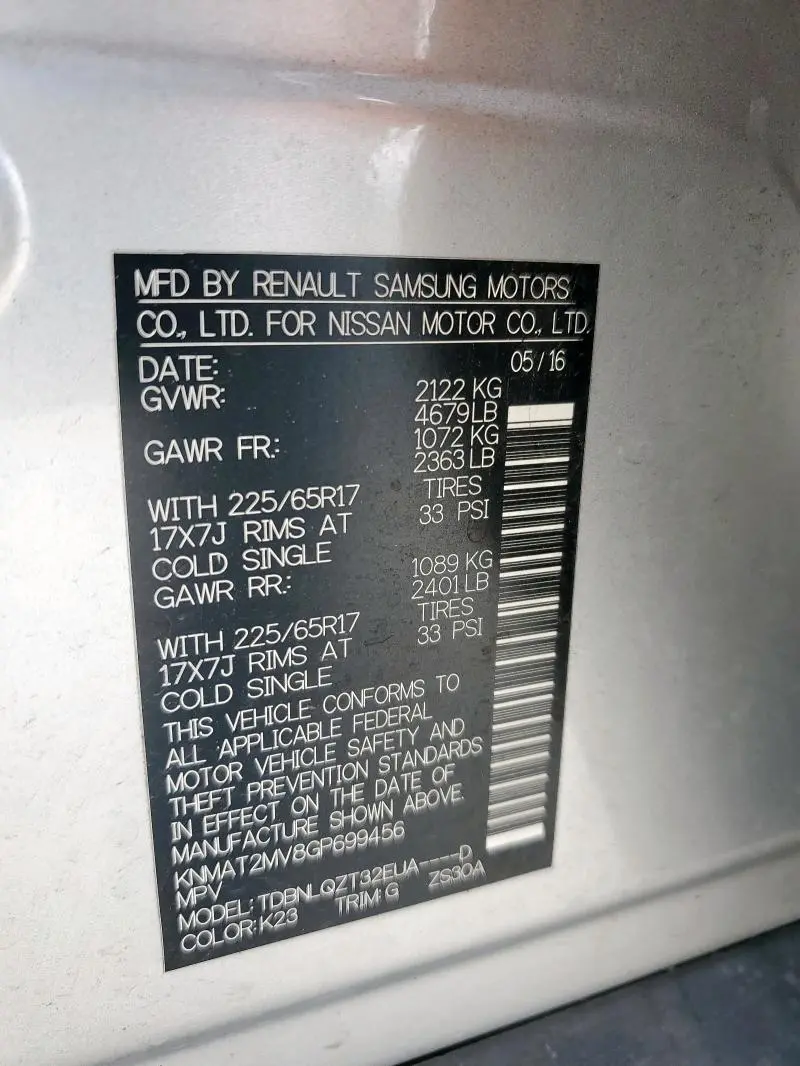 MFD BY RENAULT SAMSUNG MOTORS
CO., LTD. FOR NISSAN MOTOR CO., LTD.
DATE: 05/16
GVWR: 2122 KG
4679LB
GAWR FR: 1072 KG
2363 LB
WITH 225/65R17 TIRES
17X7J RIMS AT 33 PSI
COLD SINGLE
GAWR RR: 1089 KG
2401LB
WITH 225/65R17 TIRES
17X7J RIMS AT 33 PSI
COLD SINGLE
THIS VEHICLE CONFORMS TO
ALL APPLICABLE FEDERAL
MOTOR VEHICLE SAFETY AND
THEFT PREVENTION STANDARDS
IN EFFECT ON THE DATE OF
MANUFACTURE SHOWN ABOVE.
KNMAT2MV8GP699456
MPV
MODEL: TDBNLQZT32EUA----D
COLOR: K23 TRIM: G ZS30A